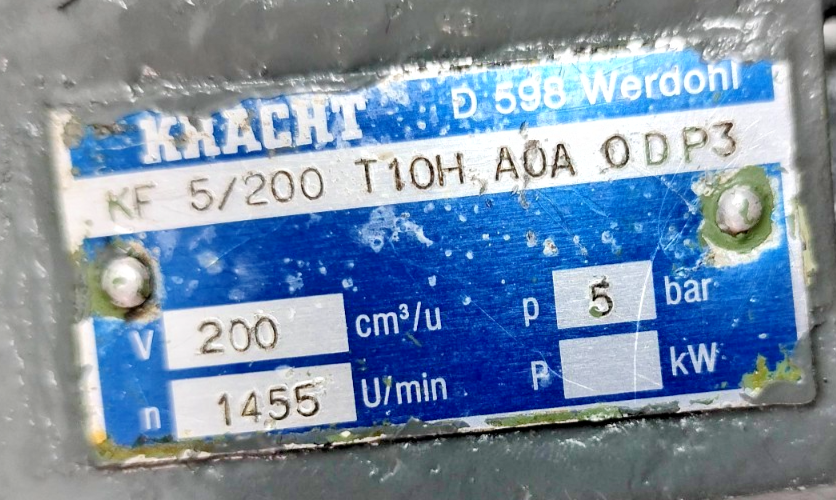 KRACHT D 598 Werdohl
KF 5/200 T10H A0A 0DP3
V 200 cm³/u p 5 bar
n 1455 U/min P kW